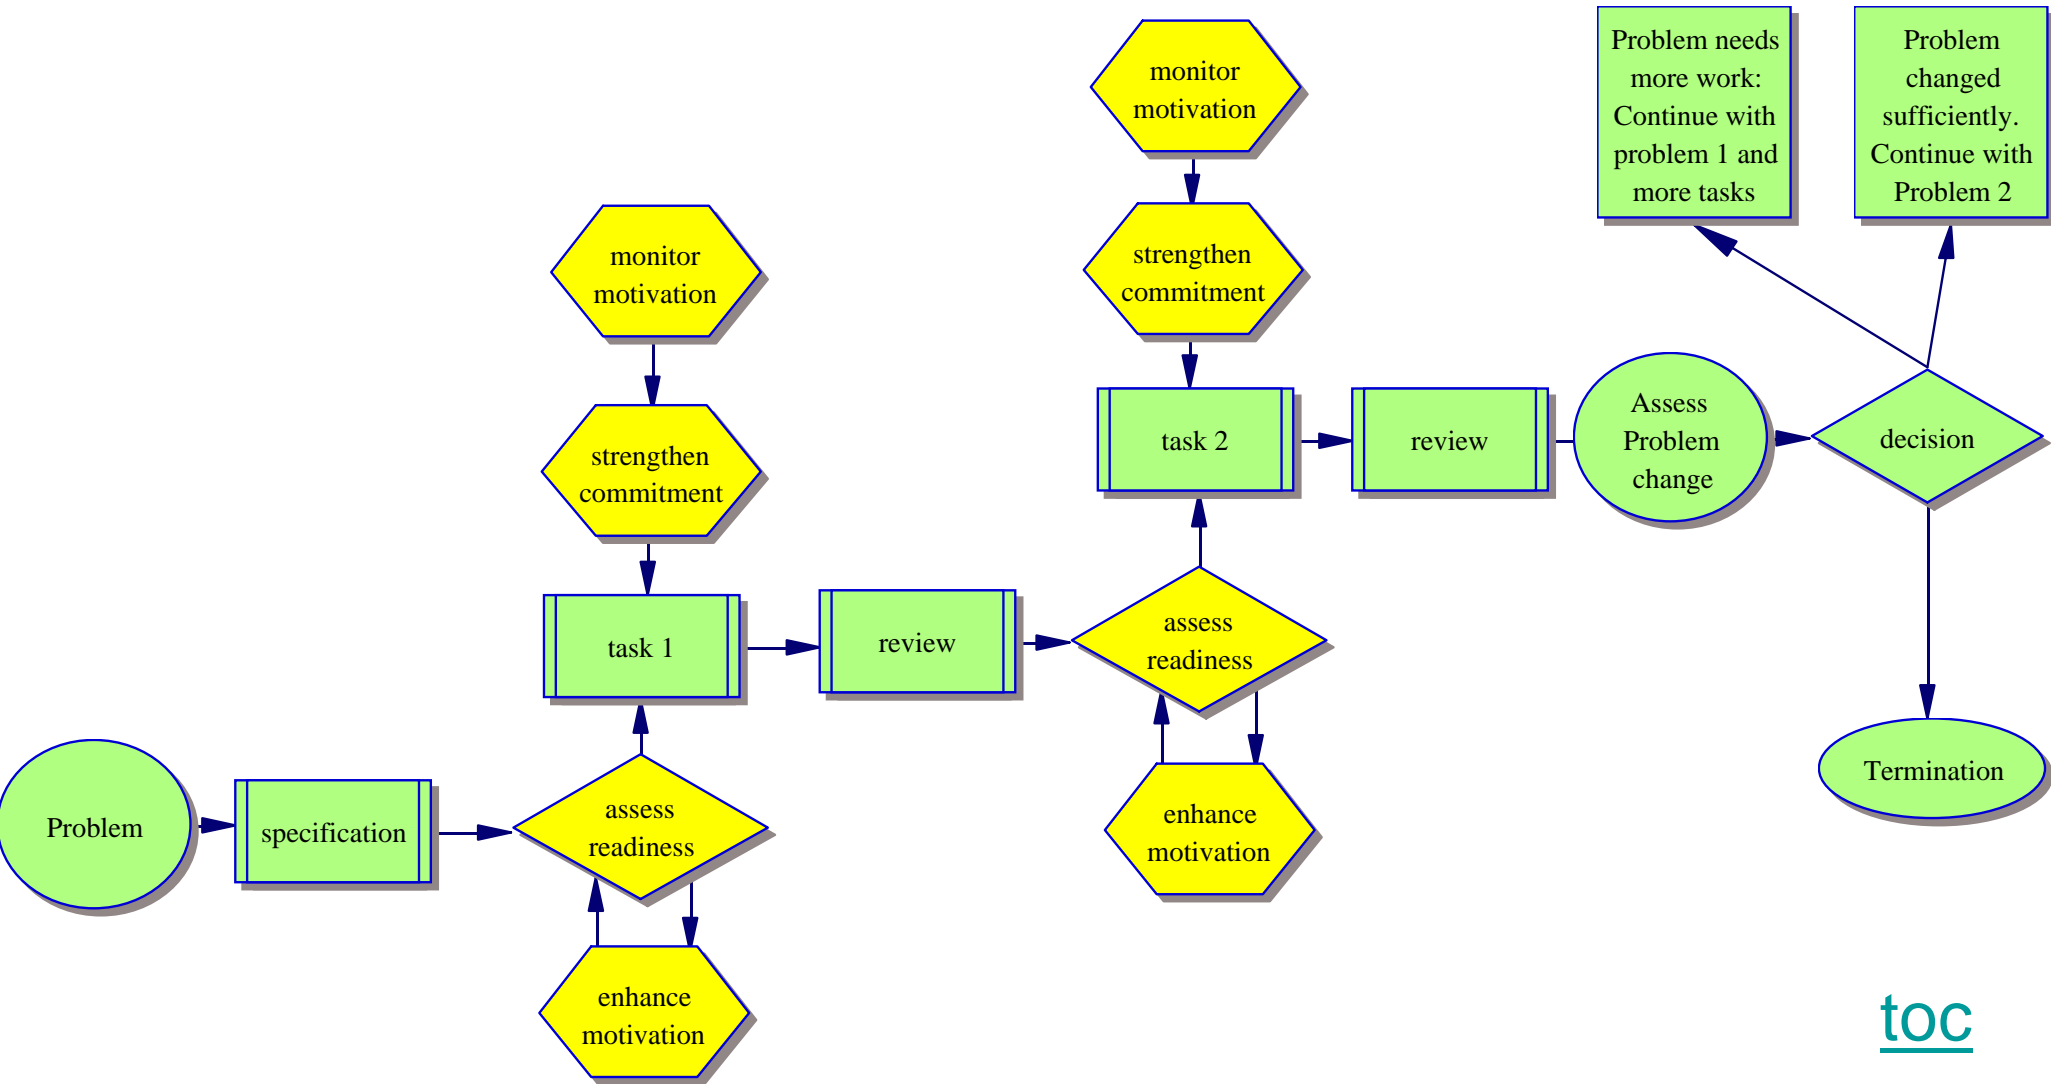 monitor
motivation
Problem needs
more work:
Continue with
problem 1 and
more tasks
Problem
changed
sufficiently.
Continue with
Problem 2
monitor
motivation
strengthen
commitment
strengthen
commitment
task 2
review
Assess
Problem
change
decision
task 1
review
assess
readiness
Problem
specification
assess
readiness
enhance
motivation
Termination
enhance
motivation
toc